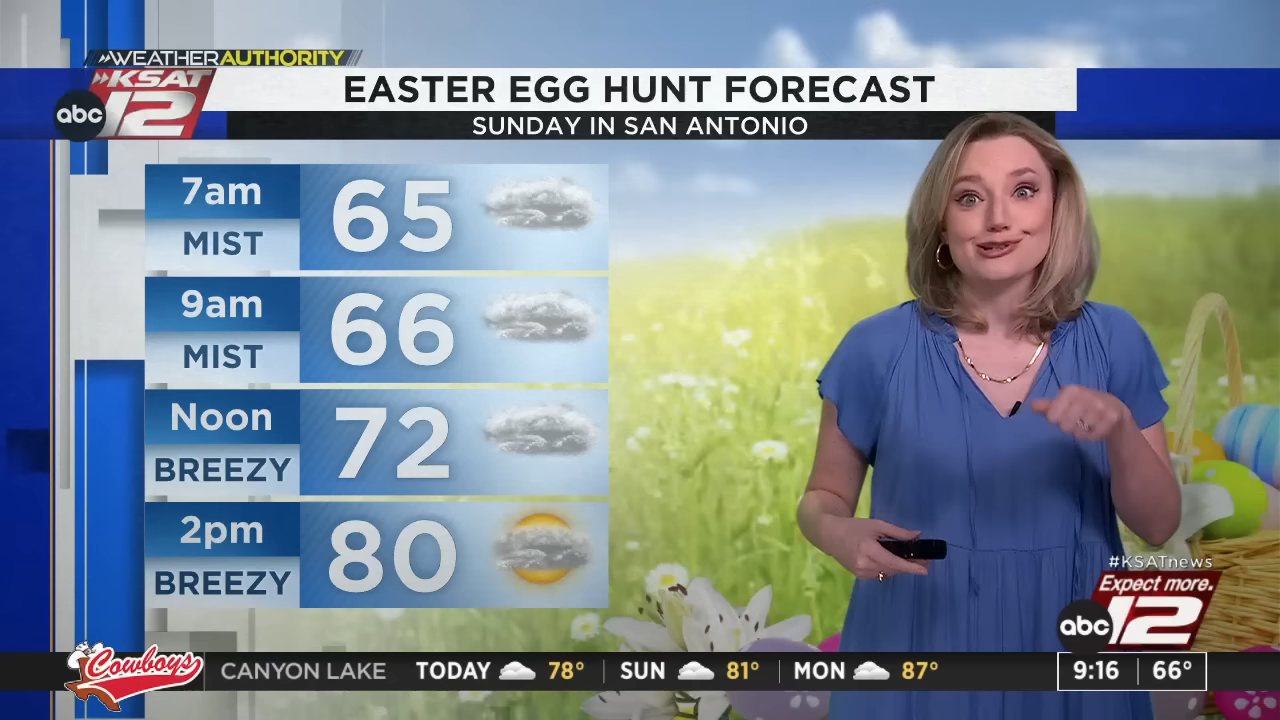 WEATHERAUTHORITY
KSAT
abc 12
EASTER EGG HUNT FORECAST
SUNDAY IN SAN ANTONIO
7am
MIST
65
9am
MIST
66
Noon
BREEZY
72
2pm
BREEZY
80
#KSATnews
Expect more.
abc 12
Cowboys
CANYON LAKE TODAY 78° SUN 81° MON 87°
9:16 66°